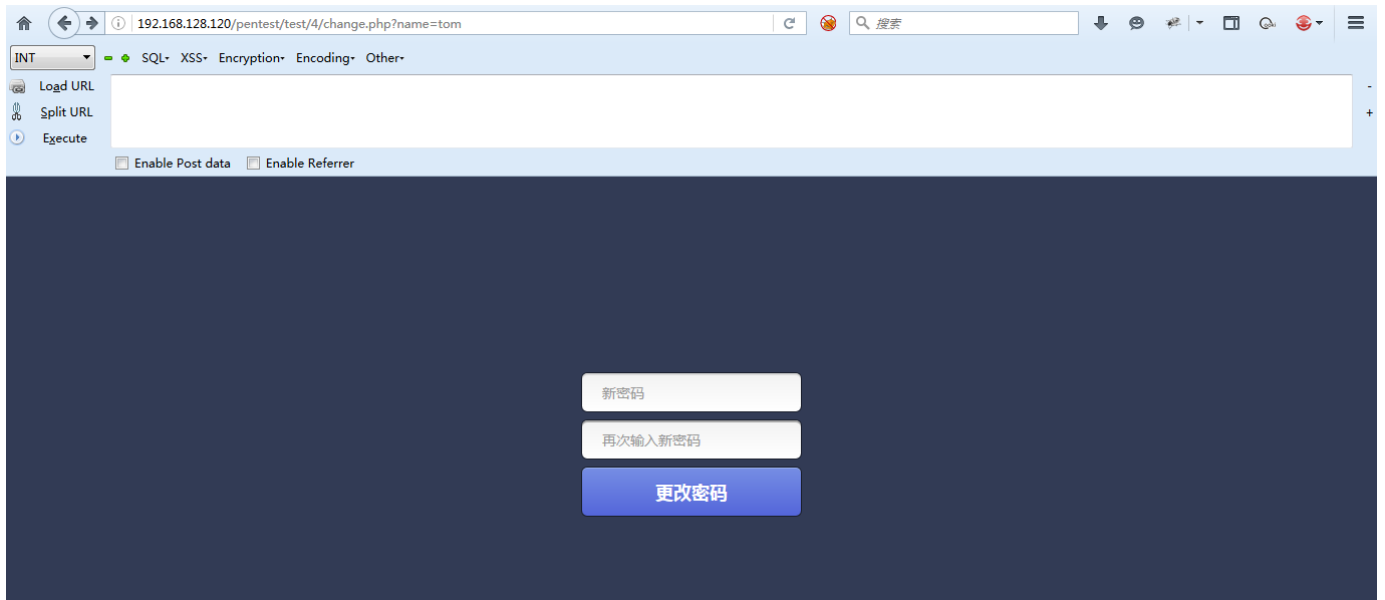 192.168.128.120/pentest/test/4/change.php?name=tom
搜索
INT
SQL- XSS- Encryption- Encoding- Other-
Load URL
Split URL
Execute
Enable Post data Enable Referrer
新密码
再次输入新密码
更改密码